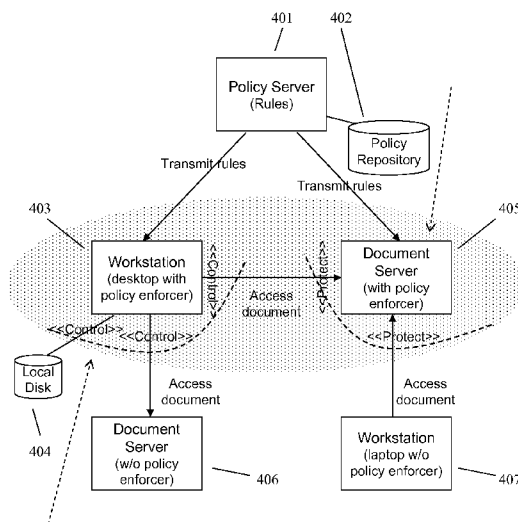 401
402
Policy Server
(Rules)
Policy
Repository
Transmit rules
Transmit rules
403
405
Workstation
(desktop with
policy enforcer)
<<Control>>
<<Protect>>
Document
Server
(with policy
enforcer)
Access
document
<<Control>>
<<Control>>
<<Protect>>
Local
Disk
404
Access
document
Access
document
Document
Server
(w/o policy
enforcer)
406
Workstation
(laptop w/o
policy enforcer)
407